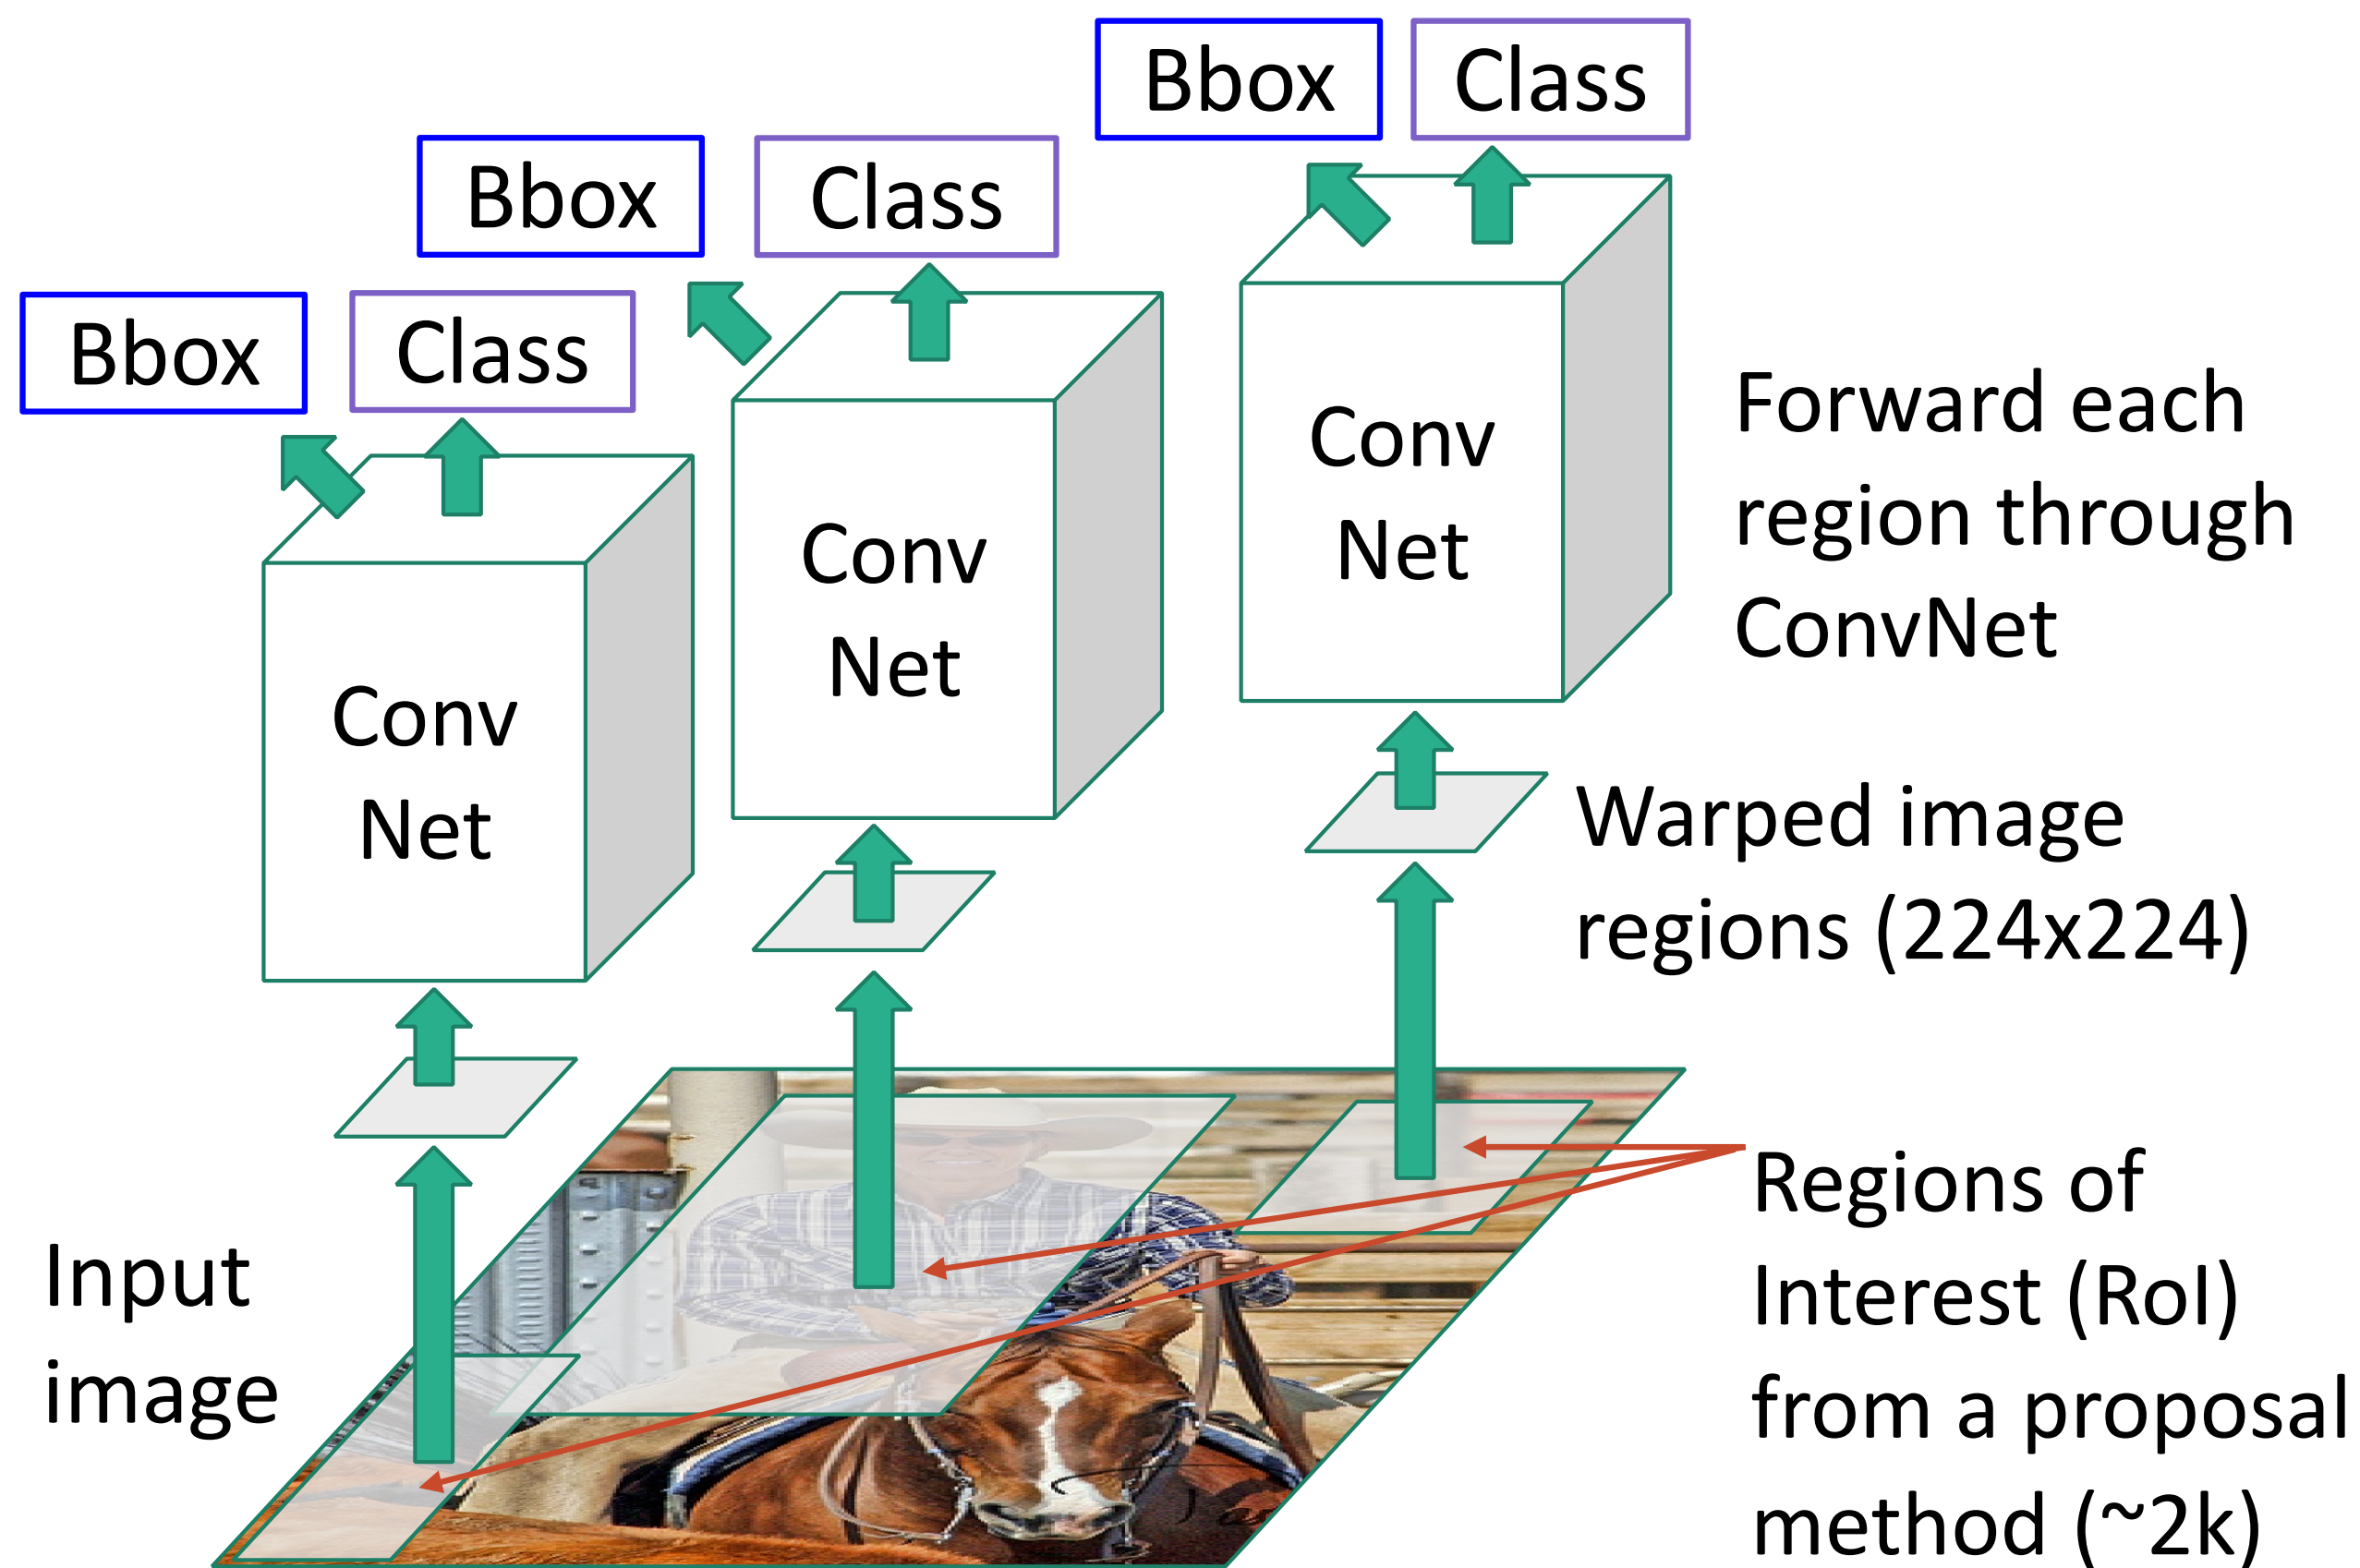 Bbox
Class
Bbox
Class
Bbox
Class
Conv
Net
Conv
Net
Conv
Net
Forward each
region through
ConvNet
Warped image
regions (224x224)
Input
image
Regions of
Interest (RoI)
from a proposal
method (~2k)